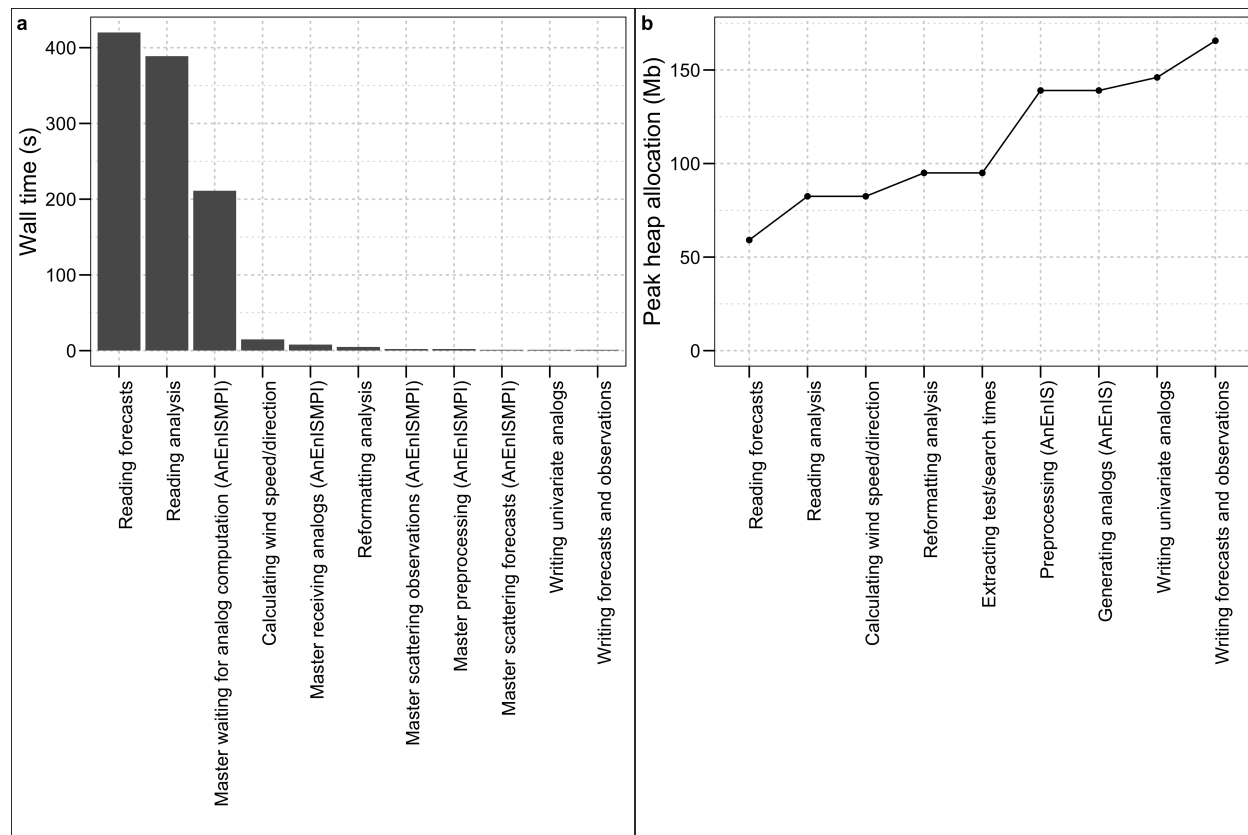 a
Wall time (s)
400
300
200
100
0
Reading forecasts
Reading analysis
Master waiting for analog computation (AnEnISMPI)
Calculating wind speed/direction
Master receiving analogs (AnEnISMPI)
Reformatting analysis
Master scattering observations (AnEnISMPI)
Master preprocessing (AnEnISMPI)
Master scattering forecasts (AnEnISMPI)
Writing univariate analogs
Writing forecasts and observations
b
Peak heap allocation (Mb)
150
100
50
0
Reading forecasts
Reading analysis
Calculating wind speed/direction
Reformatting analysis
Extracting test/search times
Preprocessing (AnEnIS)
Generating analogs (AnEnIS)
Writing univariate analogs
Writing forecasts and observations